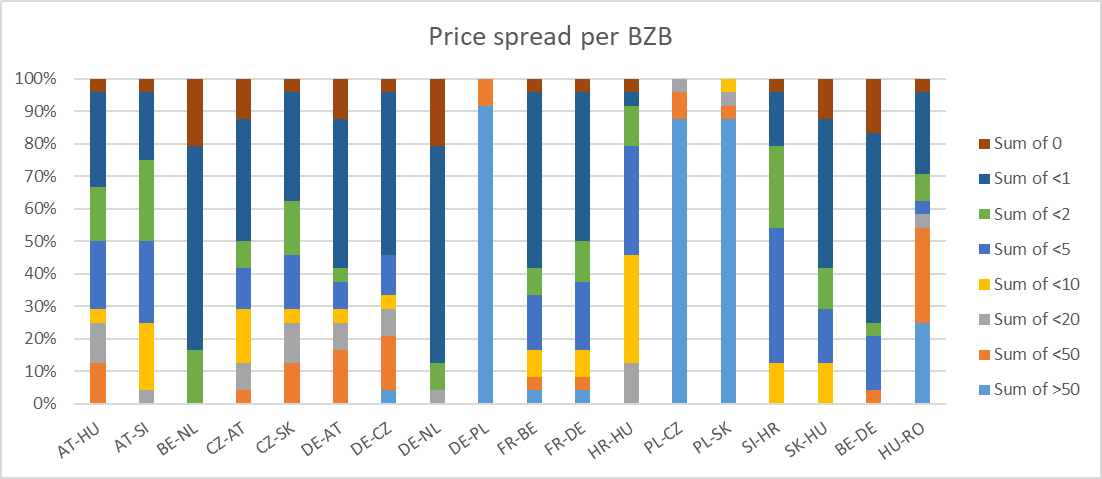 Price spread per BZB
100%
90%
80%
70%
60%
50%
40%
30%
20%
10%
0%
AT-HU
AT-SI
BE-NL
CZ-AT
CZ-SK
DE-AT
DE-CZ
DE-NL
DE-PL
FR-BE
FR-DE
HR-HU
PL-CZ
PL-SK
SI-HR
SK-HU
BE-DE
HU-RO
Sum of 0
Sum of <1
Sum of <2
Sum of <5
Sum of <10
Sum of <20
Sum of <50
Sum of >50